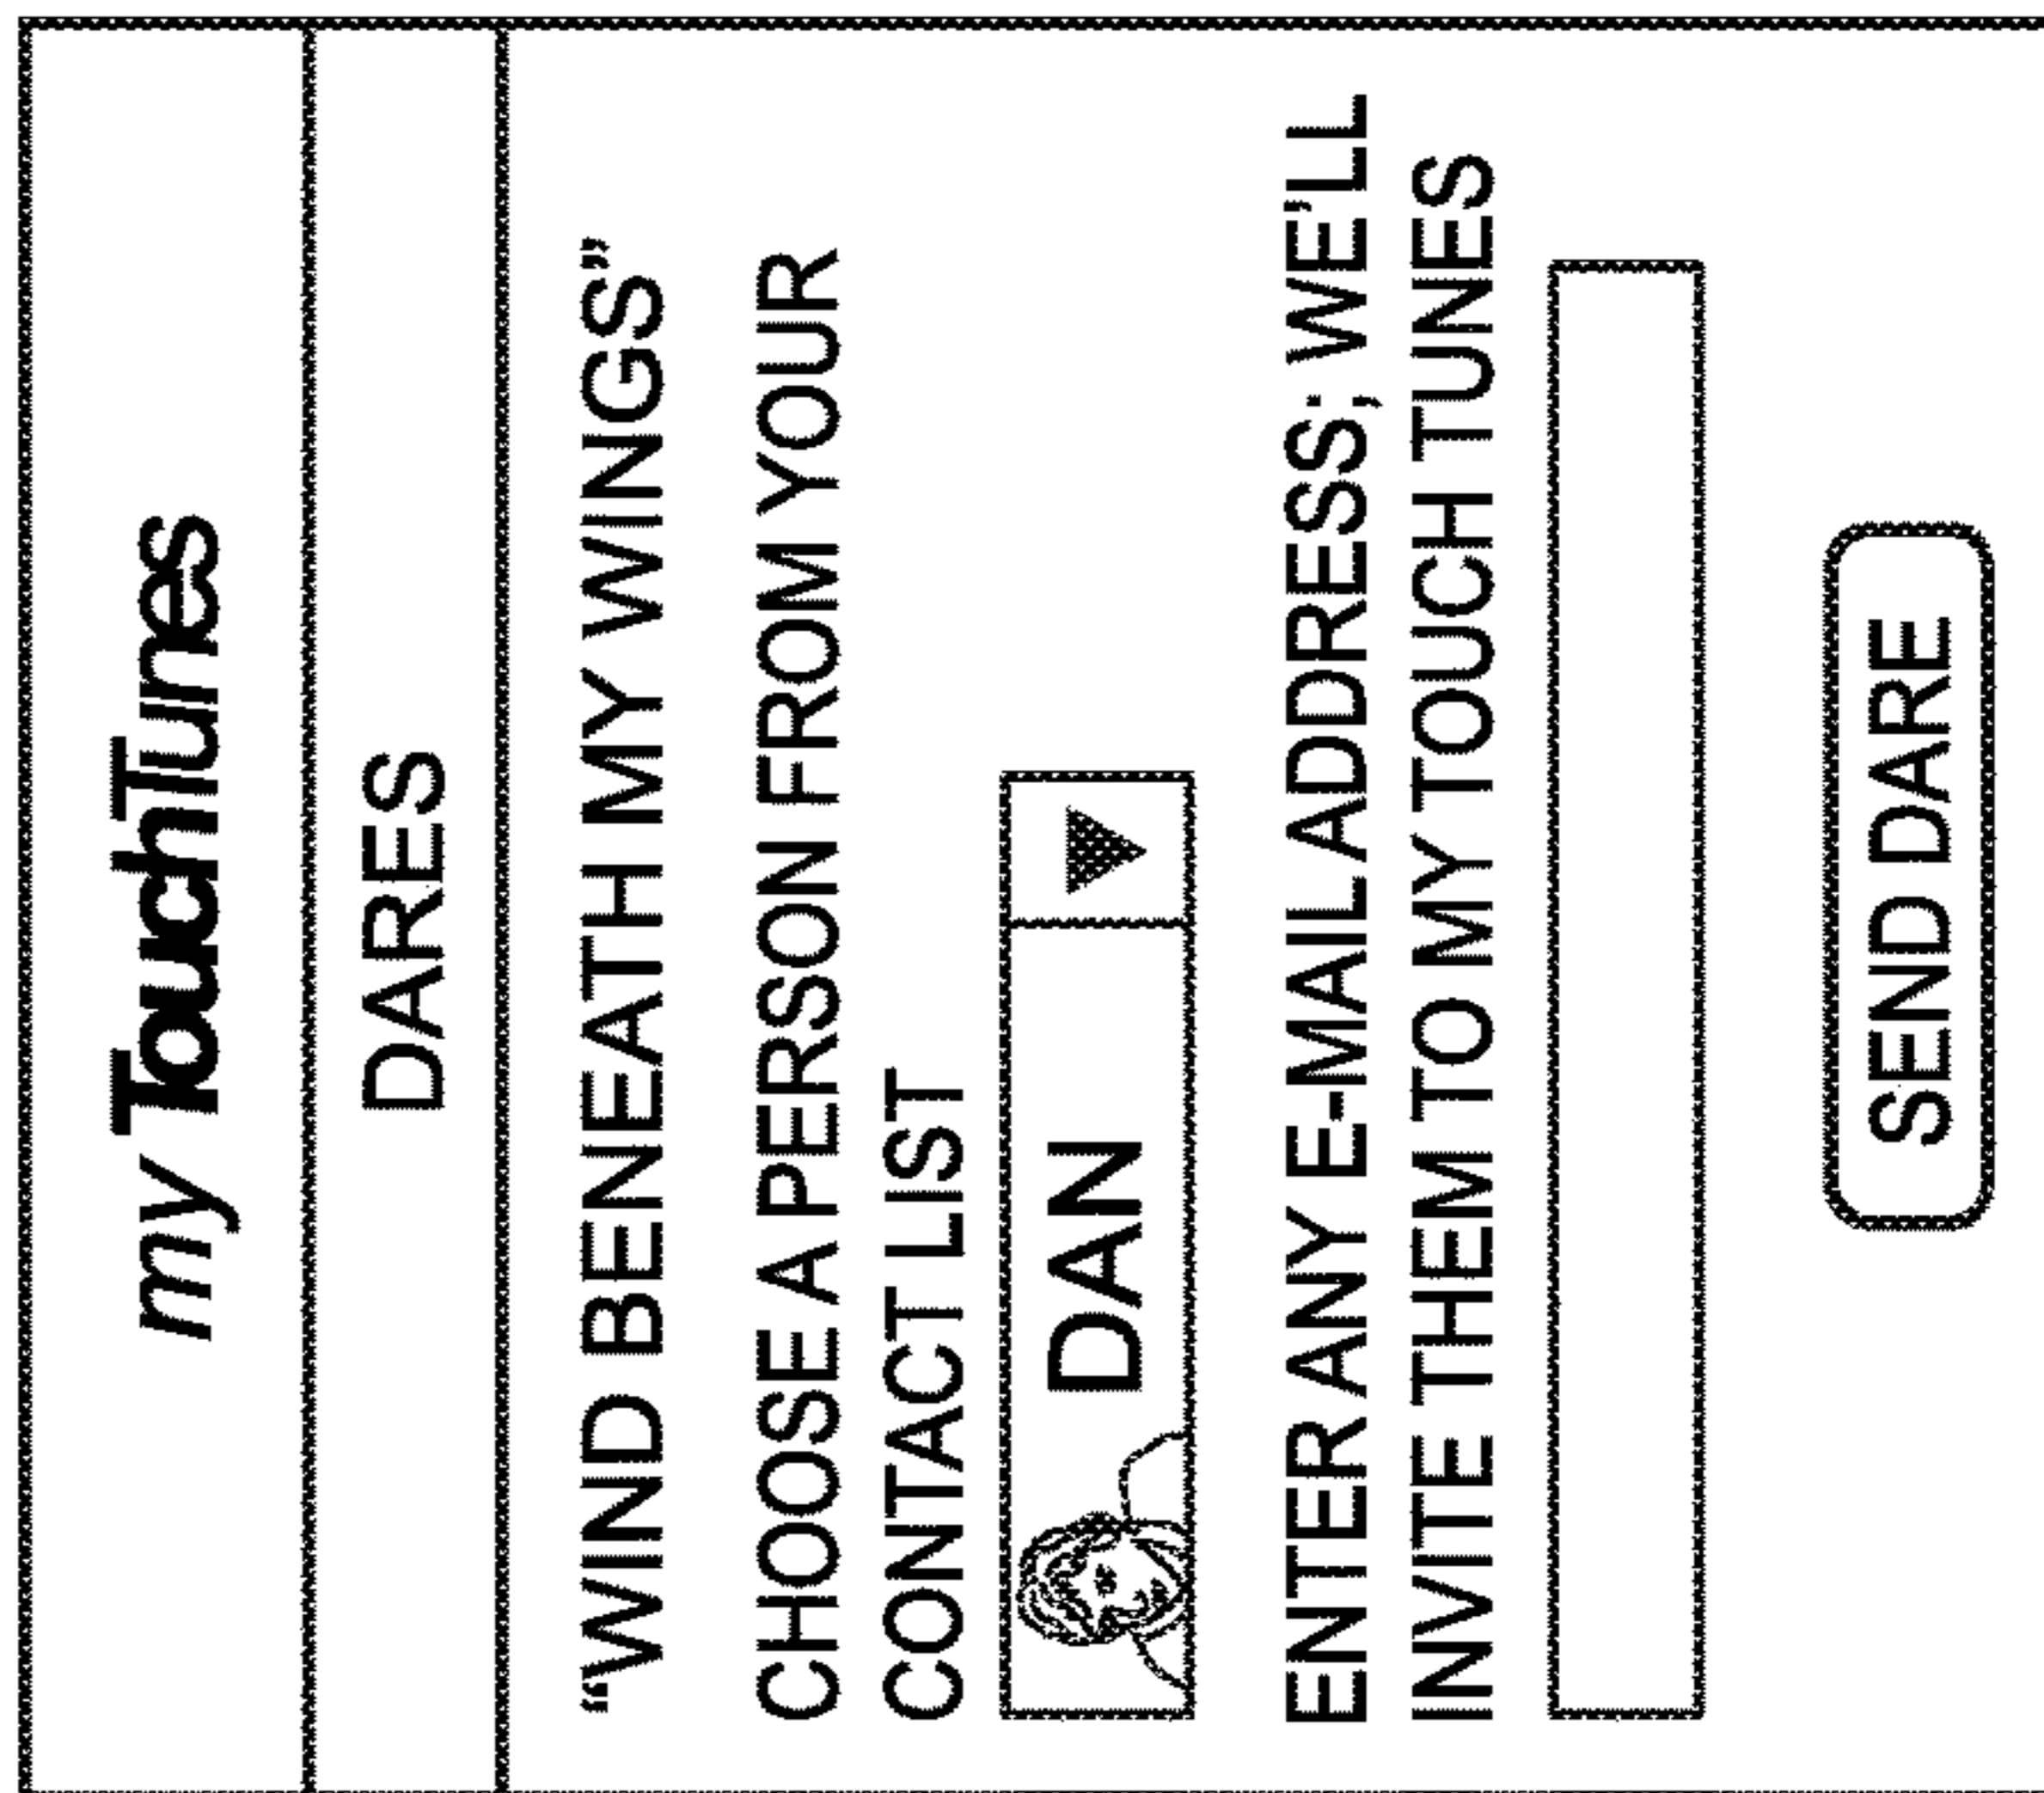 my TouchTunes
DARES
“WIND BENEATH MY WINGS”
CHOOSE A PERSON FROM YOUR
CONTACT LIST
DAN
ENTER ANY E-MAIL ADDRESS; WE’LL
INVITE THEM TO MY TOUCH TUNES
SEND DARE